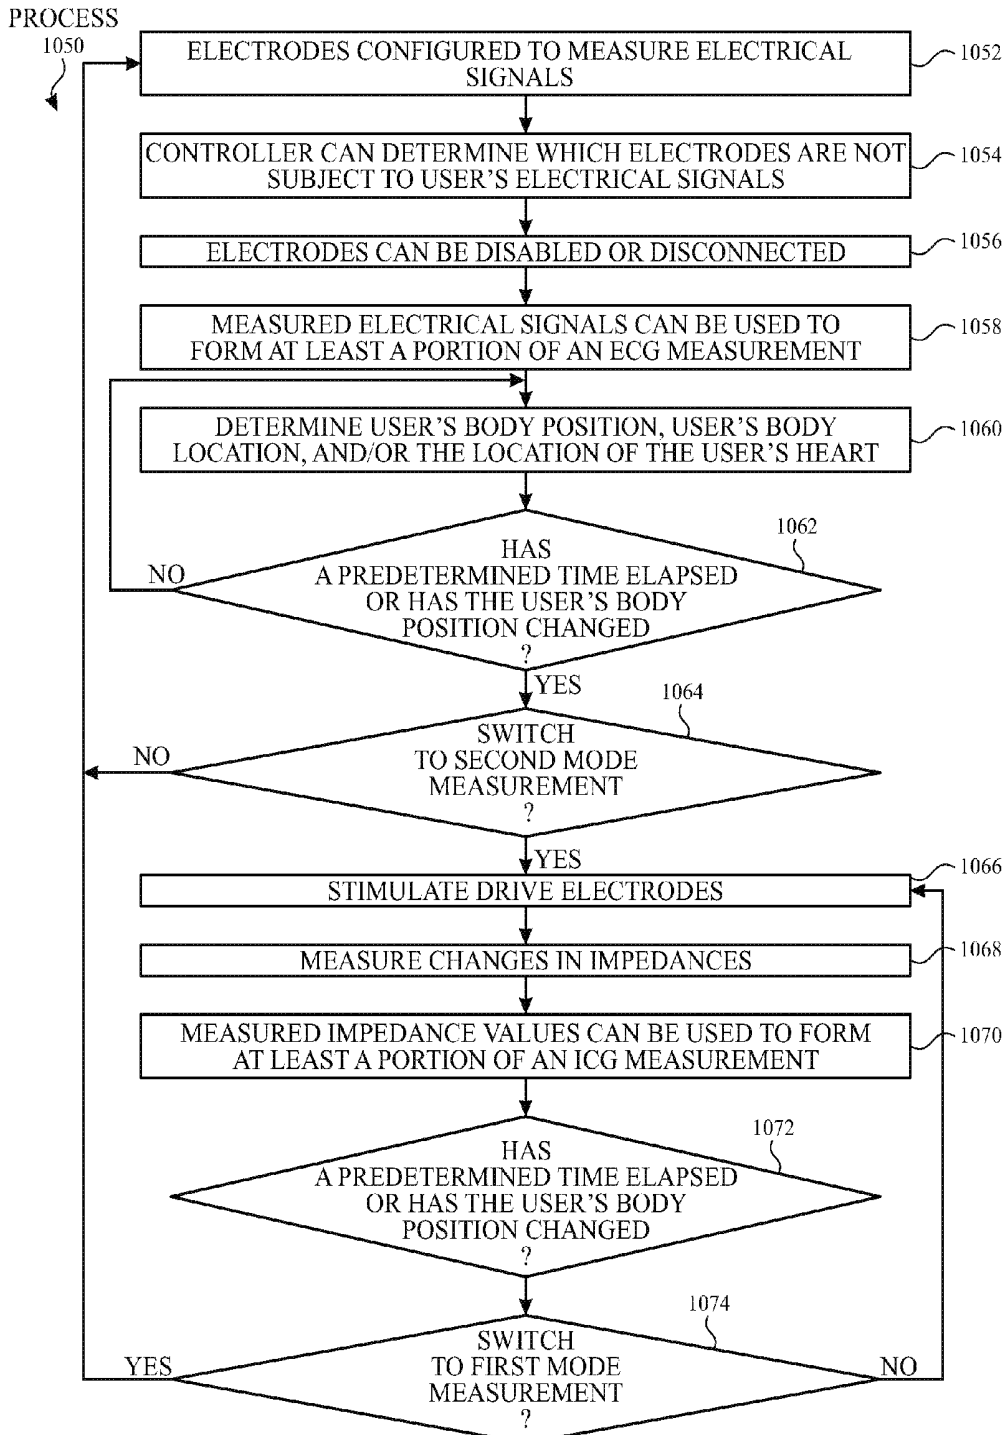 PROCESS
1050
ELECTRODES CONFIGURED TO MEASURE ELECTRICAL
SIGNALS
1052
CONTROLLER CAN DETERMINE WHICH ELECTRODES ARE NOT
SUBJECT TO USER'S ELECTRICAL SIGNALS
1054
ELECTRODES CAN BE DISABLED OR DISCONNECTED
1056
MEASURED ELECTRICAL SIGNALS CAN BE USED TO
FORM AT LEAST A PORTION OF AN ECG MEASUREMENT
1058
DETERMINE USER'S BODY POSITION, USER'S BODY
LOCATION, AND/OR THE LOCATION OF THE USER'S HEART
1060
1062
HAS
A PREDETERMINED TIME ELAPSED
OR HAS THE USER'S BODY
POSITION CHANGED
?
NO
YES
1064
SWITCH
TO SECOND MODE
MEASUREMENT
?
NO
YES
1066
STIMULATE DRIVE ELECTRODES
1068
MEASURE CHANGES IN IMPEDANCES
MEASURED IMPEDANCE VALUES CAN BE USED TO FORM
AT LEAST A PORTION OF AN ICG MEASUREMENT
1070
1072
HAS
A PREDETERMINED TIME ELAPSED
OR HAS THE USER'S BODY
POSITION CHANGED
?
1074
SWITCH
TO FIRST MODE
MEASUREMENT
?
YES
NO